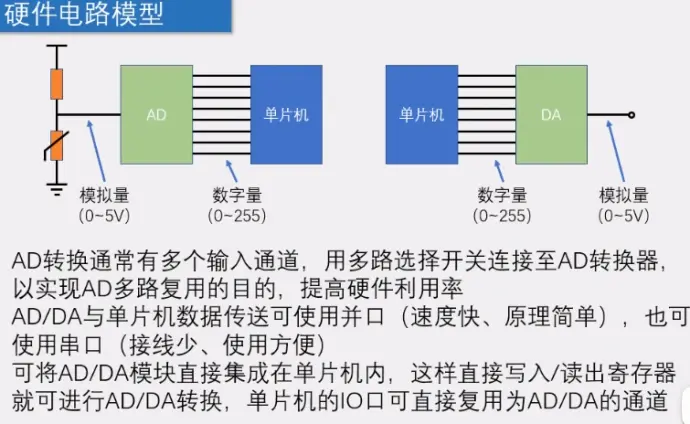 硬件电路模型
AD
单片机
单片机
DA
模拟量
(0~5V)
数字量
(0~255)
数字量
(0~255)
模拟量
(0~5V)
AD转换通常有多个输入通道，用多路选择开关连接至AD转换器，
以实现AD多路复用的目的，提高硬件利用率
AD/DA与单片机数据传送可使用并口（速度快、原理简单），也可
使用串口（接线少、使用方便）
可将AD/DA模块直接集成在单片机内，这样直接写入/读出寄存器
就可进行AD/DA转换，单片机的IO口可直接复用为AD/DA的通道